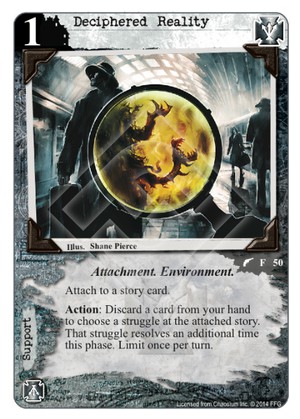 1
Deciphered Reality
Illus. Shane Pierce
F 50
Attachment. Environment.
Attach to a story card.
Action: Discard a card from your hand
to choose a struggle at the attached story.
That struggle resolves an additional time
this phase. Limit once per turn.
Support
Licensed from Chaosium Inc. © 2014 FFG